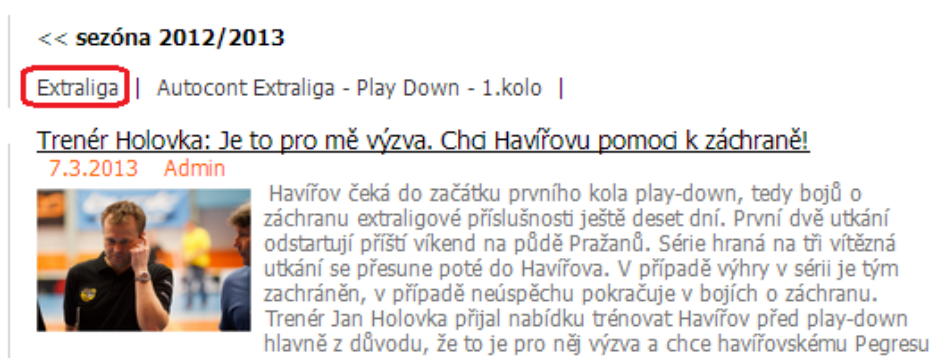 << sezóna 2012/2013
Extraliga | Autocont Extraliga - Play Down - 1.kolo |
Trenér Holovka: Je to pro mě výzva. Chci Havířovu pomoci k záchraně!
7.3.2013 Admin
Havířov čeká do začátku prvního kola play-down, tedy bojů o
záchranu extraligové příslušnosti ještě deset dní. První dvě utkání
odstartují příští víkend na půdě Pražanů. Série hraná na tři vítězná
utkání se přesune poté do Havířova. V případě výhry v sérii je tým
zachráněn, v případě neúspěchu pokračuje v bojích o záchranu.
Trenér Jan Holovka přijal nabídku trénovat Havířov před play-down
hlavně z důvodu, že to je pro něj výzva a chce havířovskému Pegresu